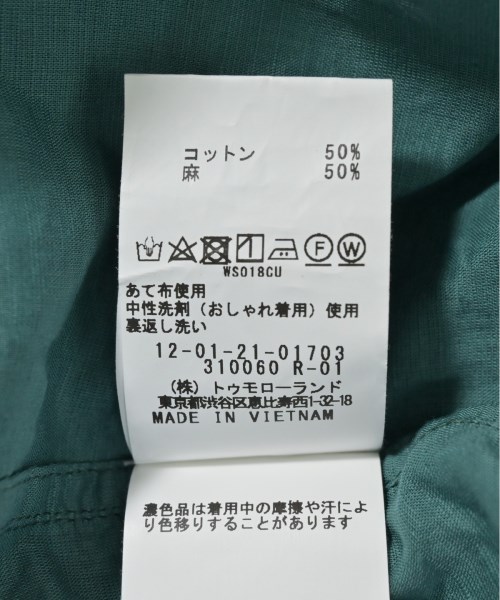 コットン 50%
麻 50%
F W
WS018CU
あて布使用
中性洗剤（おしゃれ着用）使用
裏返し洗い
12-01-21-01703
310060 R-01
（株）トゥモローランド
東京都渋谷区恵比寿西1-32-18
MADE IN VIETNAM
濃色品は着用中の摩擦や汗によ
り色移りすることがあります